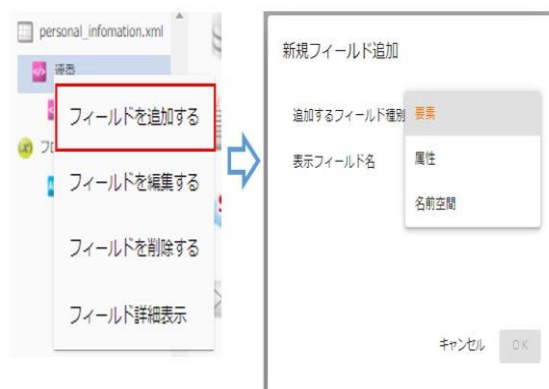 personal_infomation.xml
フィールドを追加する
フィールドを編集する
フィールドを削除する
フィールド詳細表示
新規フィールド追加
追加するフィールド種別
要素
表示フィールド名
属性
名前空間
キャンセル
OK